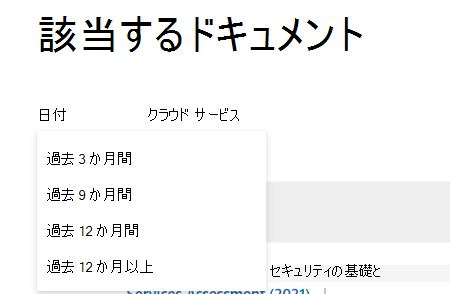 該当するドキュメント
日付 クラウド サービス
過去 3 か月間
過去 9 か月間
過去 12 か月間
過去 12 か月以上
セキュリティの基礎と
Services Assessment (2021)